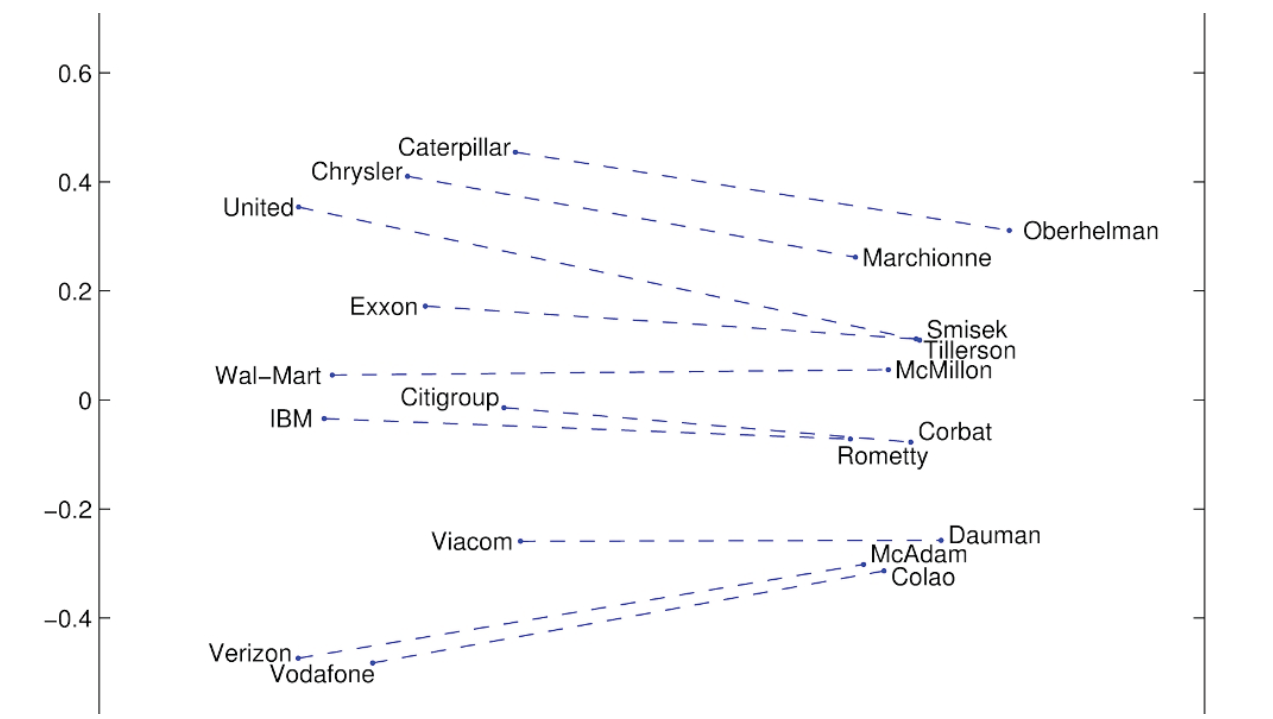 0.6
Caterpillar
Chrysler
0.4
United
Oberhelman
Marchionne
0.2
Exxon
Smisek
Tillerson
McMillon
Wal−Mart
0
Citigroup
IBM
Corbat
Rometty
−0.2
Viacom
Dauman
McAdam
Colao
−0.4
Verizon
Vodafone